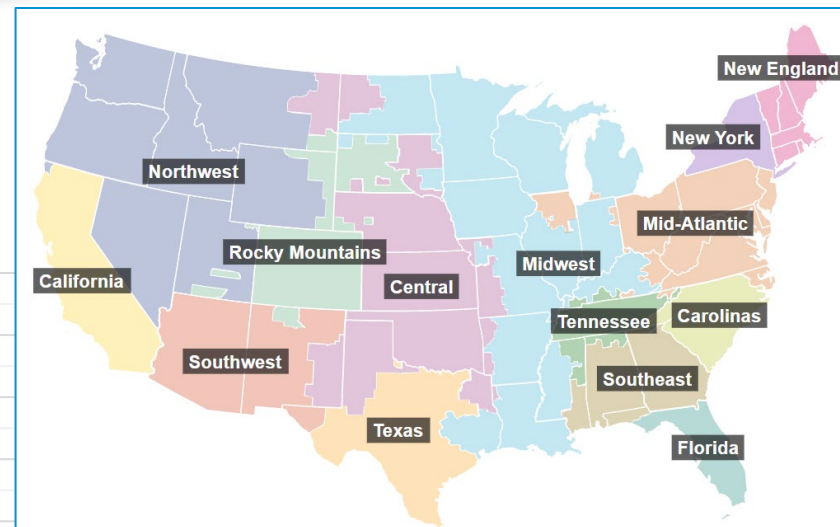 New England
New York
Northwest
Mid-Atlantic
Rocky Mountains
Midwest
California
Central
Carolinas
Tennessee
Southwest
Southeast
Texas
Florida